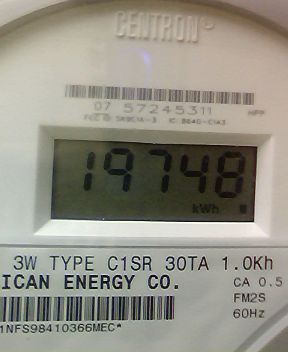 CENTRON
07 57245311
HPP
19748
kWh
3W TYPE C1SR 30TA 1.0Kh
ICAN ENERGY CO.
CA 0.5
FM2S
60Hz
1NFS98410366MEC*